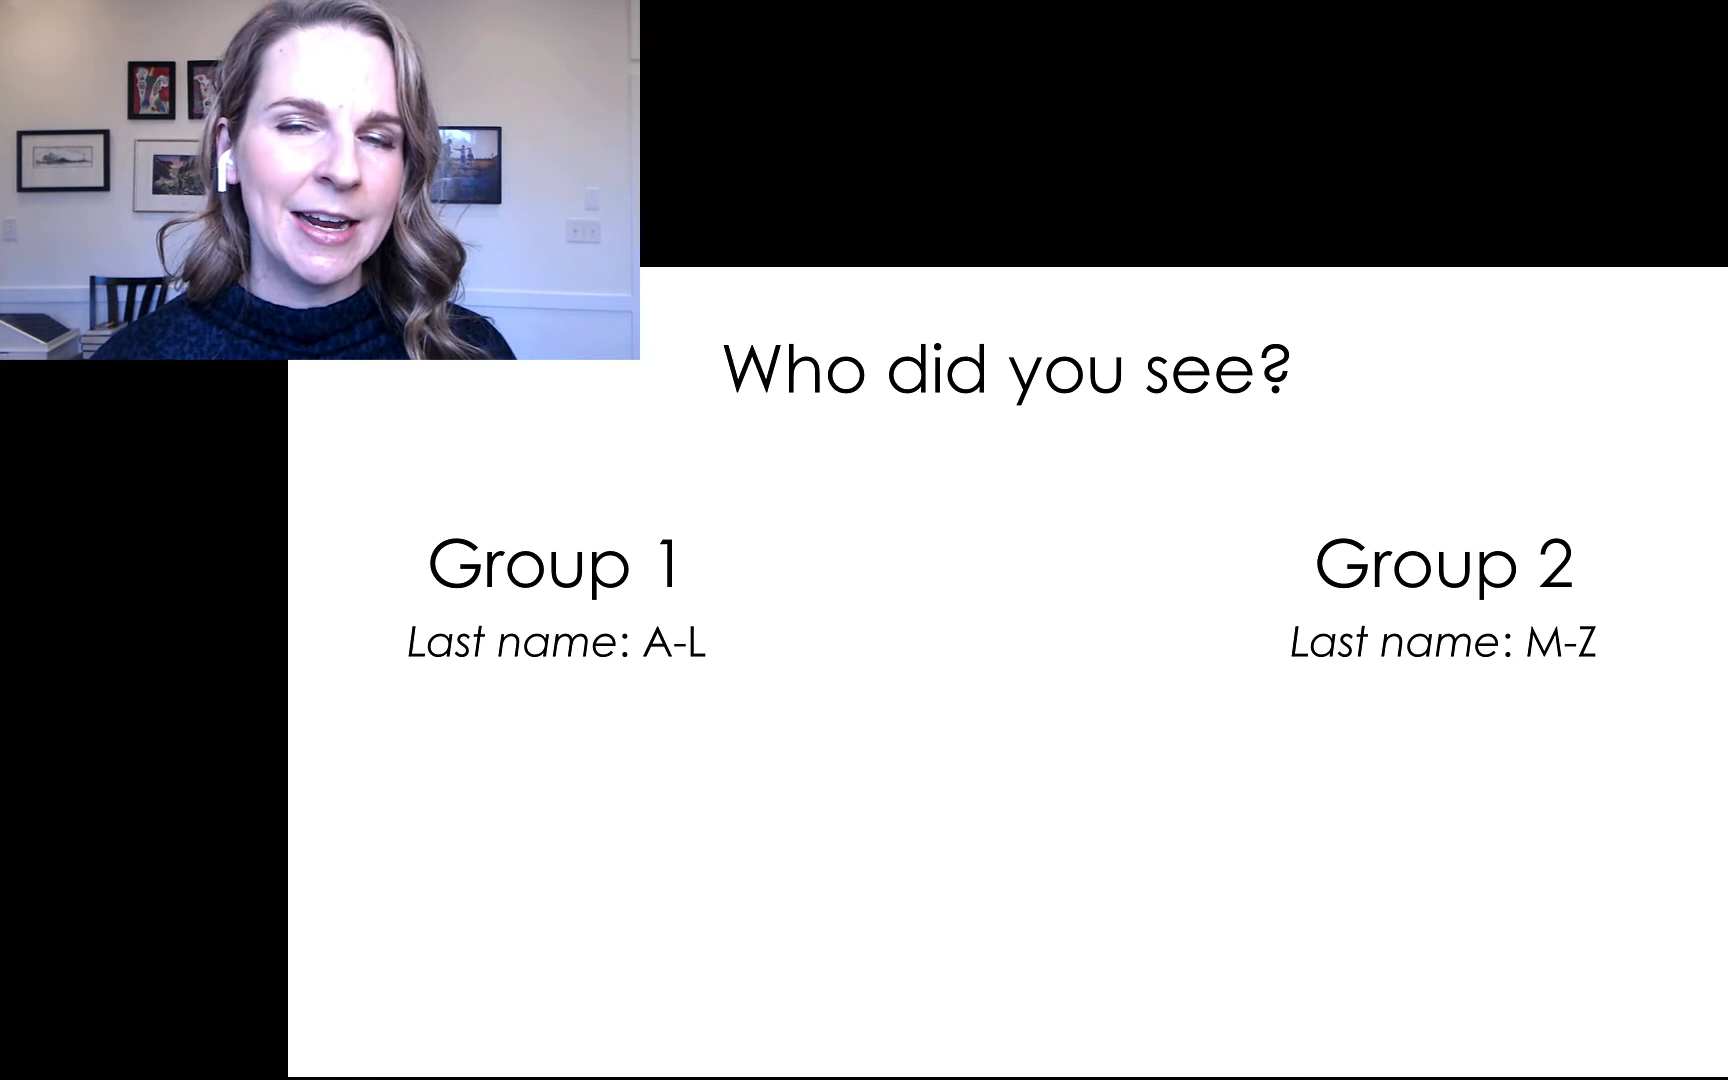 Who did you see?
Group 1
Last name: A-L
Group 2
Last name: M-Z